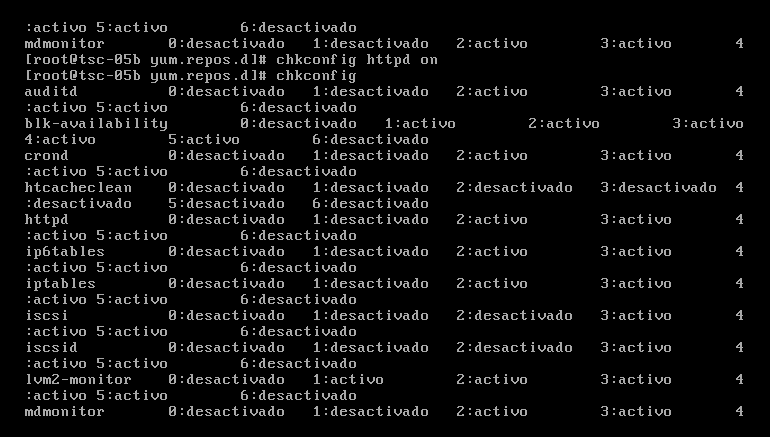 :activo 5:activo 6:desactivado
mdmonitor 0:desactivado 1:desactivado 2:activo 3:activo 4
[root@tsc-05b yum.repos.d]# chkconfig httpd on
[root@tsc-05b yum.repos.d]# chkconfig
auditd 0:desactivado 1:desactivado 2:activo 3:activo 4
:activo 5:activo 6:desactivado
blk-availability 0:desactivado 1:activo 2:activo 3:activo
4:activo 5:activo 6:desactivado
crond 0:desactivado 1:desactivado 2:activo 3:activo 4
:activo 5:activo 6:desactivado
htcacheclean 0:desactivado 1:desactivado 2:desactivado 3:desactivado 4
:desactivado 5:desactivado 6:desactivado
httpd 0:desactivado 1:desactivado 2:activo 3:activo 4
:activo 5:activo 6:desactivado
ip6tables 0:desactivado 1:desactivado 2:activo 3:activo 4
:activo 5:activo 6:desactivado
iptables 0:desactivado 1:desactivado 2:activo 3:activo 4
:activo 5:activo 6:desactivado
iscsi 0:desactivado 1:desactivado 2:desactivado 3:activo 4
:activo 5:activo 6:desactivado
iscsid 0:desactivado 1:desactivado 2:desactivado 3:activo 4
:activo 5:activo 6:desactivado
lvm2-monitor 0:desactivado 1:activo 2:activo 3:activo 4
:activo 5:activo 6:desactivado
mdmonitor 0:desactivado 1:desactivado 2:activo 3:activo 4